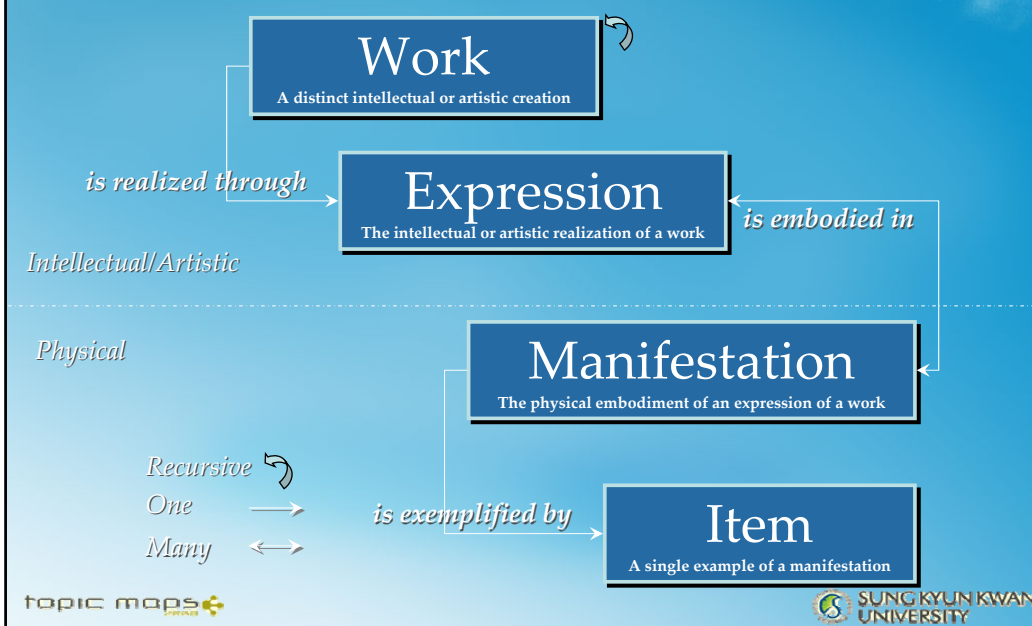 Work
A distinct intellectual or artistic creation
is realized through
Expression
The intellectual or artistic realization of a work
is embodied in
Intellectual/Artistic
Physical
Manifestation
The physical embodiment of an expression of a work
Recursive
One
Many
is exemplified by
Item
A single example of a manifestation
topic maps
SUNG KYUN KWAN
UNIVERSITY